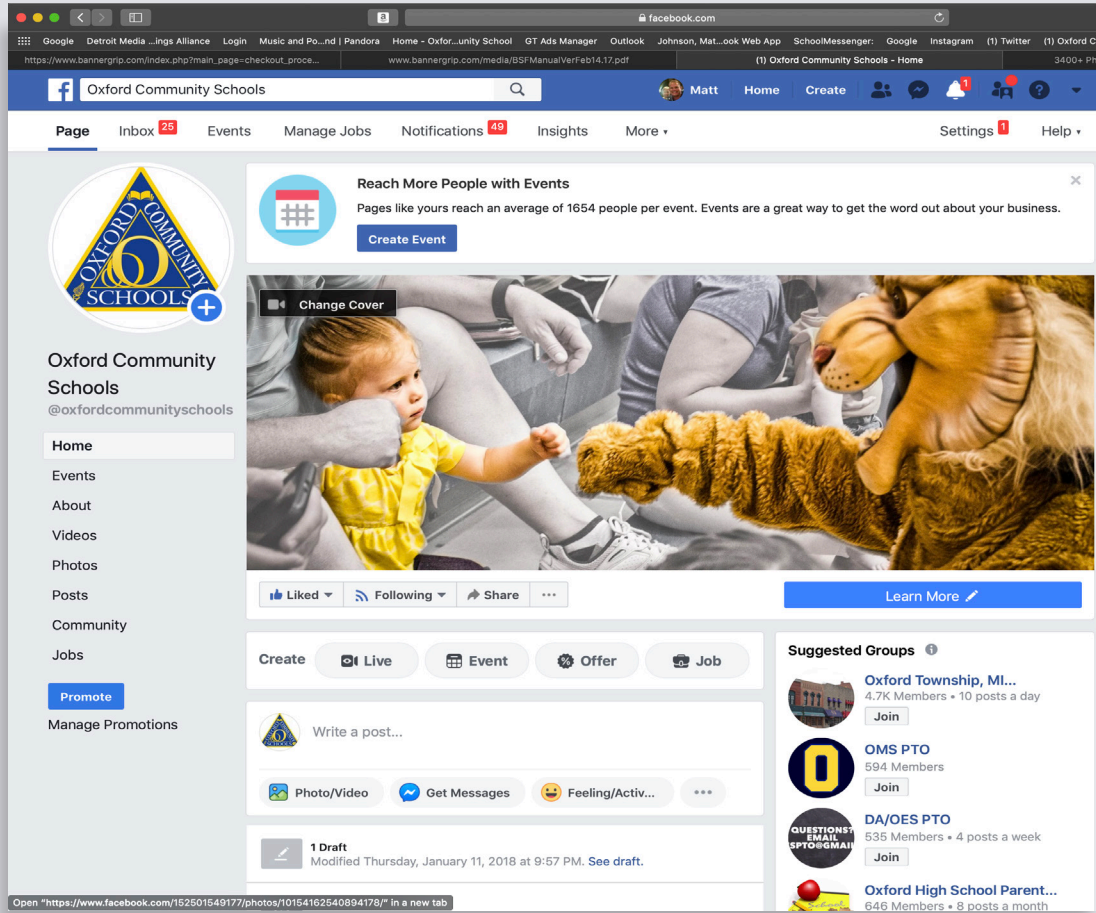 a
facebook.com
Google Detroit Media ...ings Alliance Login Music and Po...nd | Pandora Home - Oxfor...unity School GT Ads Manager Outlook Johnson, Mat...ook Web App SchoolMessenger: Google Instagram (1) Twitter (1) Oxford C
https://www.bannergrip.com/index.php?main_page=checkout_proce... www.bannergrip.com/media/BSFManualVerFeb14.17.pdf (1) Oxford Community Schools - Home 3400+ Ph
f Oxford Community Schools Matt Home Create 1 ?
Page Inbox 25 Events Manage Jobs Notifications 49 Insights More Settings 1 Help
OXFORD COMMUNITY SCHOOLS
Reach More People with Events
Pages like yours reach an average of 1654 people per event. Events are a great way to get the word out about your business.
Create Event
Change Cover
Oxford Community
Schools
@oxfordcommunityschools
Home
Events
About
Videos
Photos
Posts
Community
Jobs
Promote
Manage Promotions
Liked Following Share ...
Learn More
Create Live Event Offer Job
Write a post...
Photo/Video Get Messages Feeling/Activ... ...
1 Draft
Modified Thursday, January 11, 2018 at 9:57 PM. See draft.
Suggested Groups
Oxford Township, MI...
4.7K Members • 10 posts a day
Join
O
OMS PTO
594 Members
Join
QUESTIONS?
EMAIL
SPTO@GMAI
DA/OES PTO
535 Members • 4 posts a week
Join
School
Oxford High School Parent...
646 Members • 8 posts a month
Open "https://www.facebook.com/152501549177/photos/10154162540894178/" in a new tab